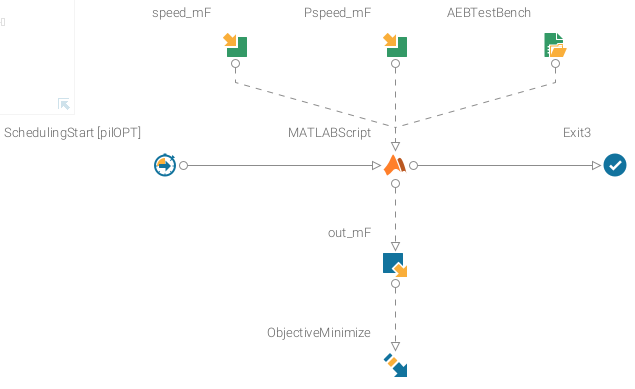 speed_mF
Pspeed_mF
AEBTestBench
SchedulingStart [pilOPT]
MATLABScript
Exit3
out_mF
ObjectiveMinimize